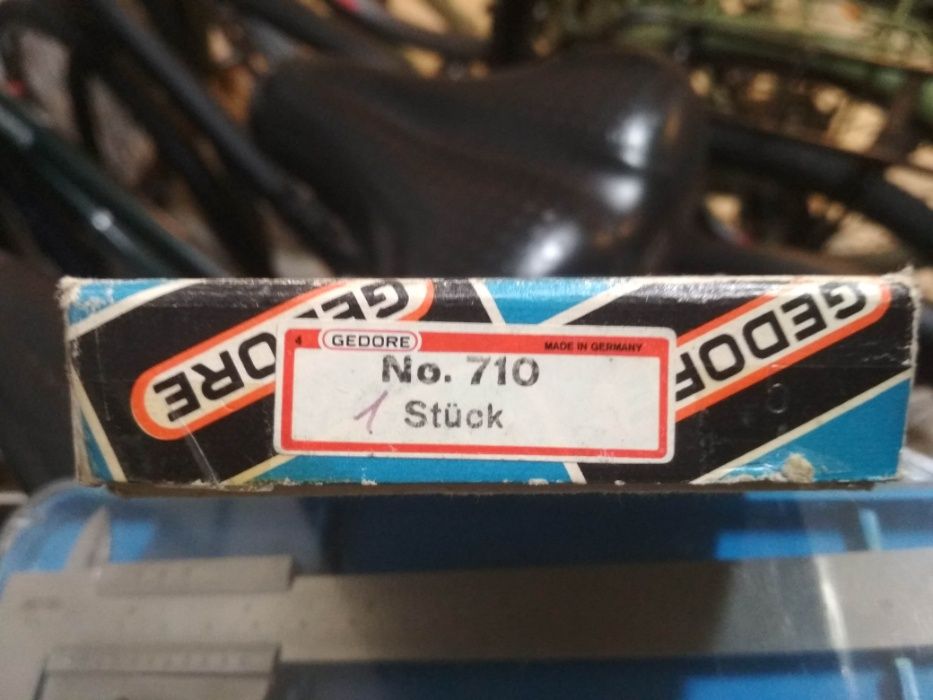 GEDORE
GEDORE
4 GEDORE MADE IN GERMANY
No. 710
1 Stück